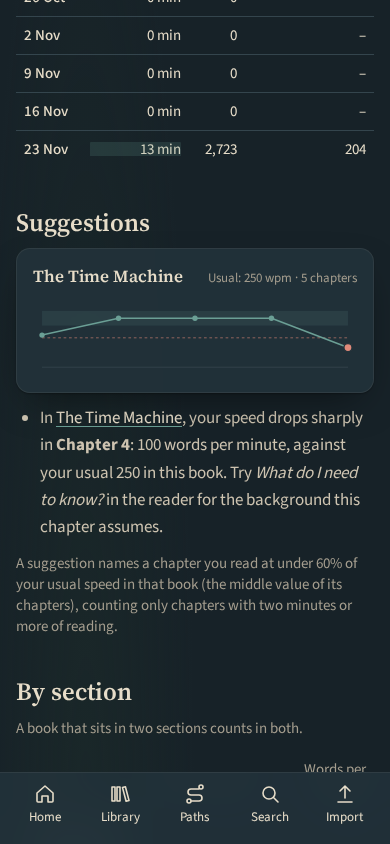 2 Nov 0 min 0 –
9 Nov 0 min 0 –
16 Nov 0 min 0 –
23 Nov 13 min 2,723 204
Suggestions
The Time Machine Usual: 250 wpm · 5 chapters
• In The Time Machine, your speed drops sharply
in Chapter 4: 100 words per minute, against
your usual 250 in this book. Try What do I need
to know? in the reader for the background this
chapter assumes.
A suggestion names a chapter you read at under 60% of
your usual speed in that book (the middle value of its
chapters), counting only chapters with two minutes or
more of reading.
By section
A book that sits in two sections counts in both.
Words per
Home Library Paths Search Import